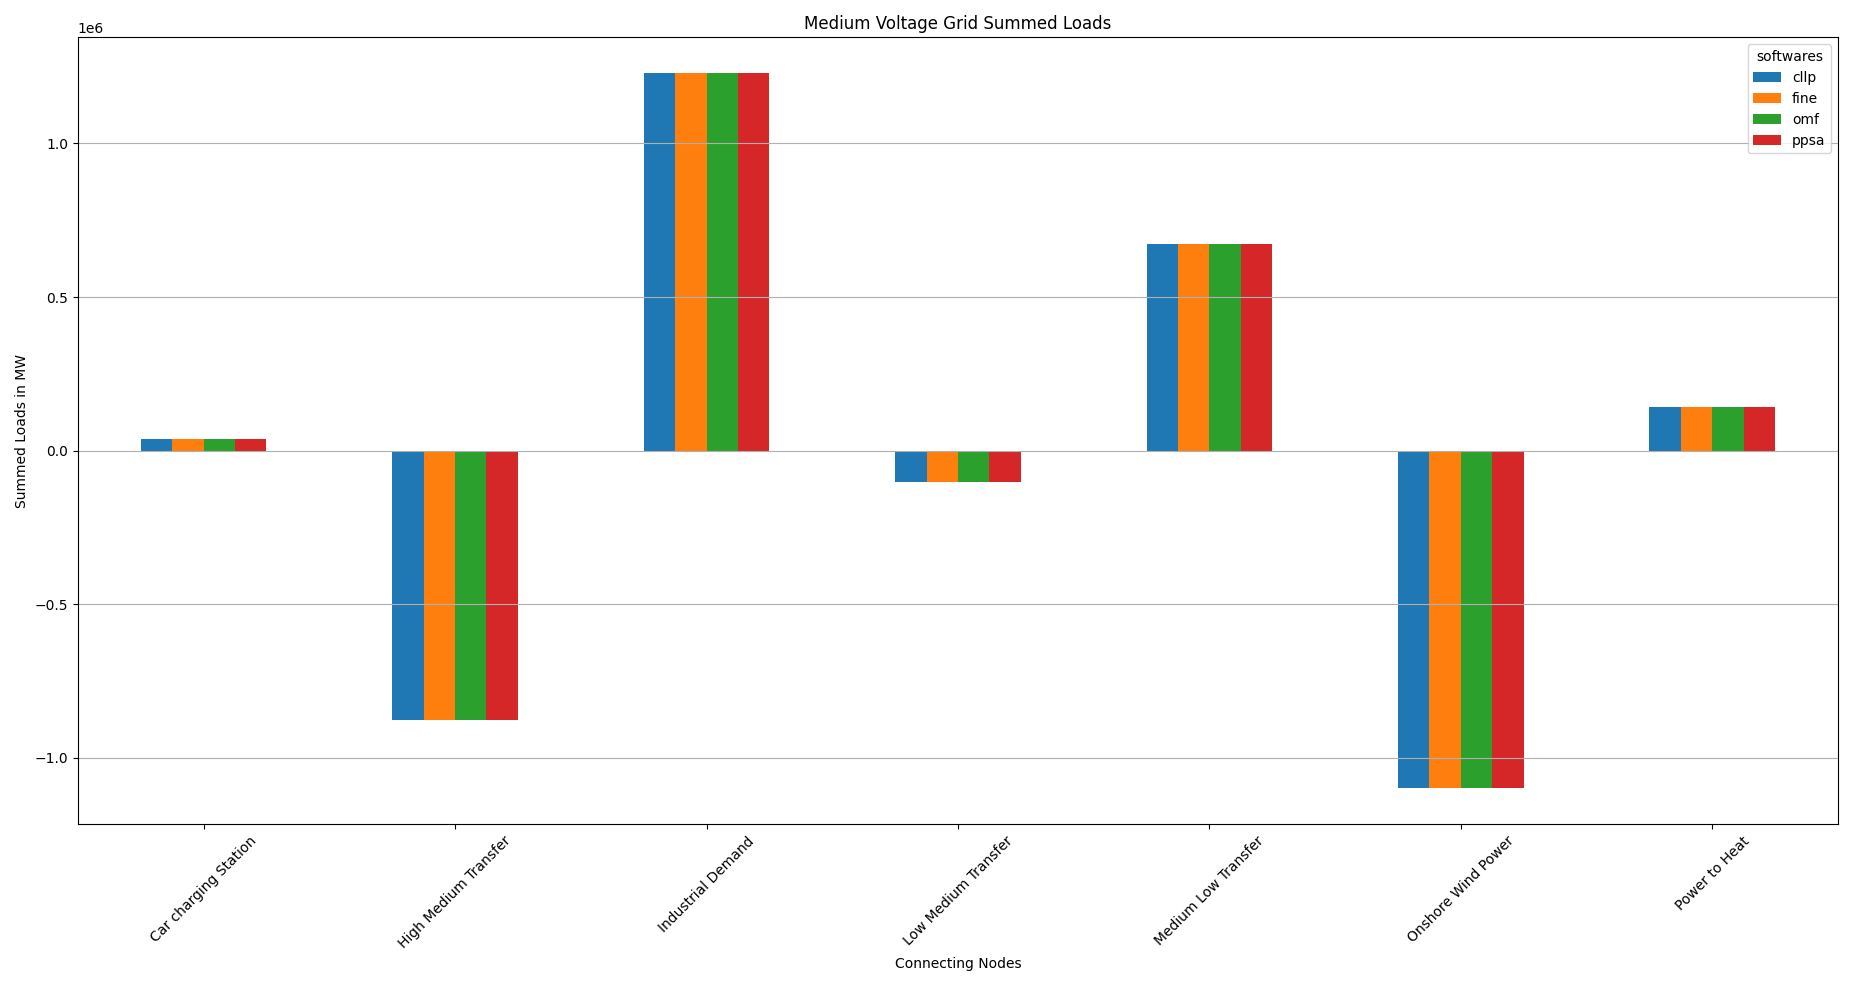 Medium Voltage Grid Summed Loads
1e6
softwares
cllp
fine
omf
ppsa
1.0
0.5
0.0
−0.5
−1.0
Summed Loads in MW
Car charging Station
High Medium Transfer
Industrial Demand
Low Medium Transfer
Medium Low Transfer
Onshore Wind Power
Power to Heat
Connecting Nodes